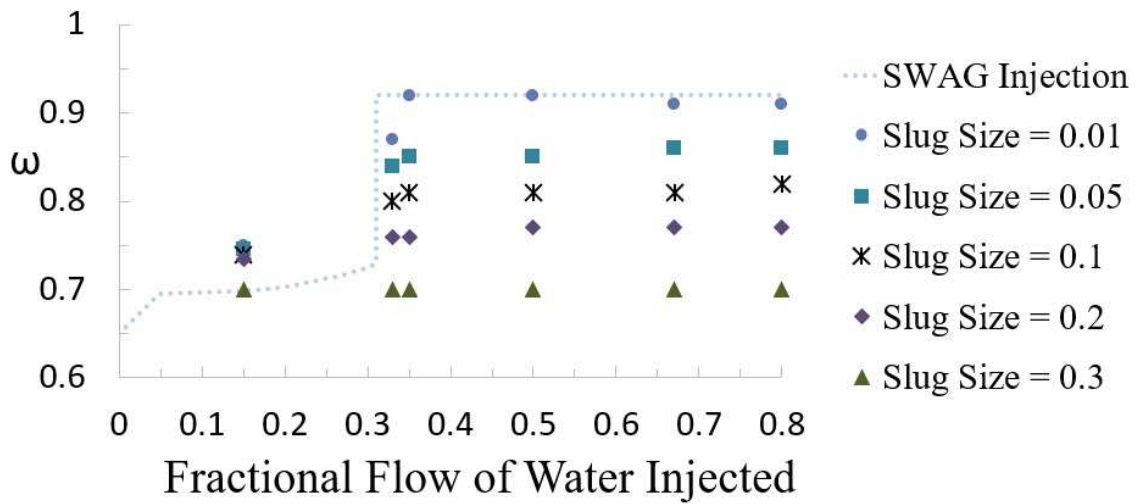 1
0.9
ω
0.8
0.7
0.6
0 0.1 0.2 0.3 0.4 0.5 0.6 0.7 0.8
Fractional Flow of Water Injected
SWAG Injection
Slug Size = 0.01
Slug Size = 0.05
Slug Size = 0.1
Slug Size = 0.2
Slug Size = 0.3